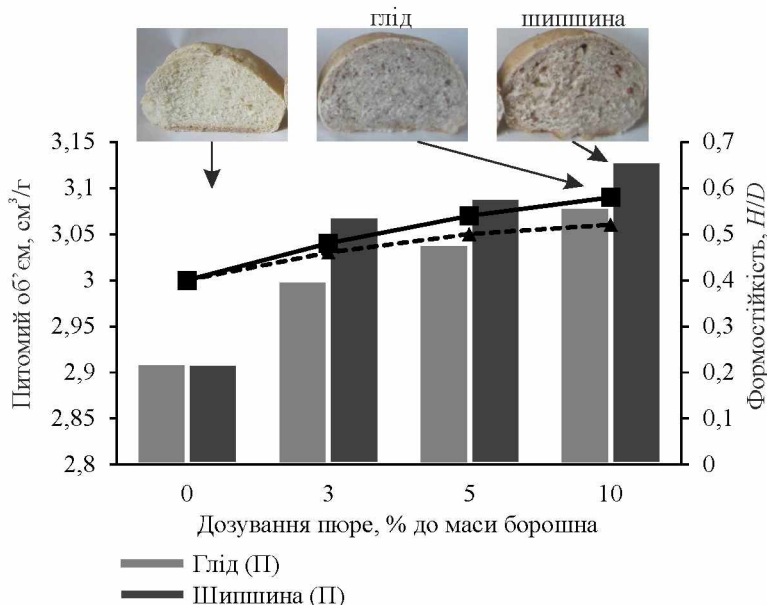 глід
шипшина
3,15
3,1
3,05
3
2,95
2,9
2,85
2,8
Питомий об’єм, см³/г
0,7
0,6
0,5
0,4
0,3
0,2
0,1
0
Формостійкість, H/D
0 3 5 10
Дозування пюре, % до маси борошна
Глід (П)
Шипшина (П)